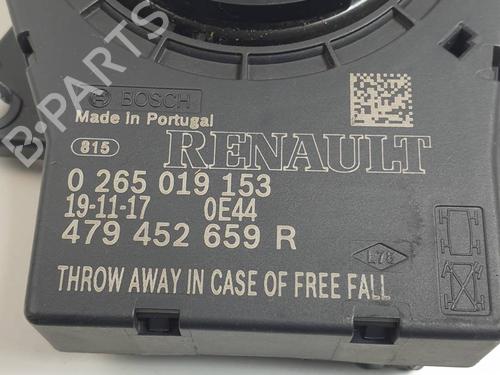 B-PARTS
BOSCH
Made in Portugal
815
RENAULT
0 265 019 153
19-11-17 0E44
479 452 659 R
L78
THROW AWAY IN CASE OF FREE FALL